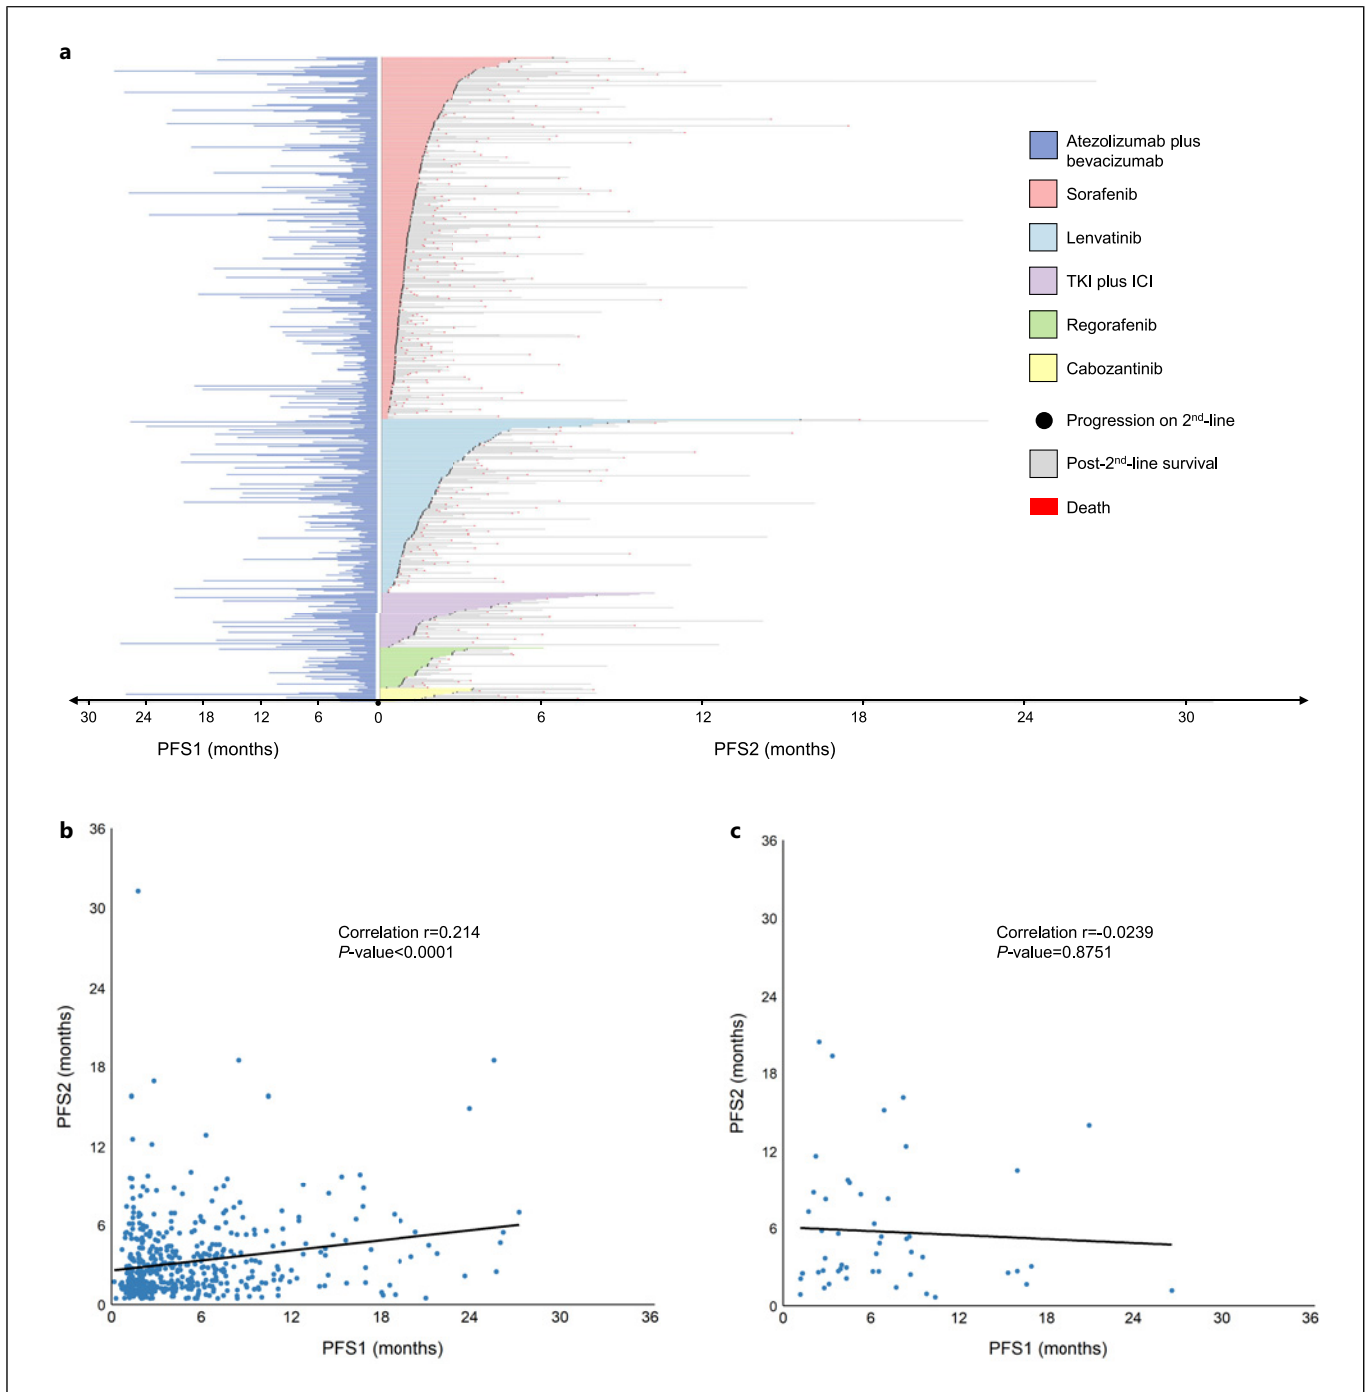 a
Atezolizumab plus
bevacizumab
Sorafenib
Lenvatinib
TKI plus ICI
Regorafenib
Cabozantinib
Progression on 2nd-line
Post-2nd-line survival
Death
30 24 18 12 6 0 6 12 18 24 30
PFS1 (months) PFS2 (months)
b
36
30
24
18
12
6
0
PFS2 (months)
Correlation r=0.214
P-value<0.0001
0 6 12 18 24 30 36
PFS1 (months)
c
36
30
24
18
12
6
0
PFS2 (months)
Correlation r=-0.0239
P-value=0.8751
0 6 12 18 24 30 36
PFS1 (months)